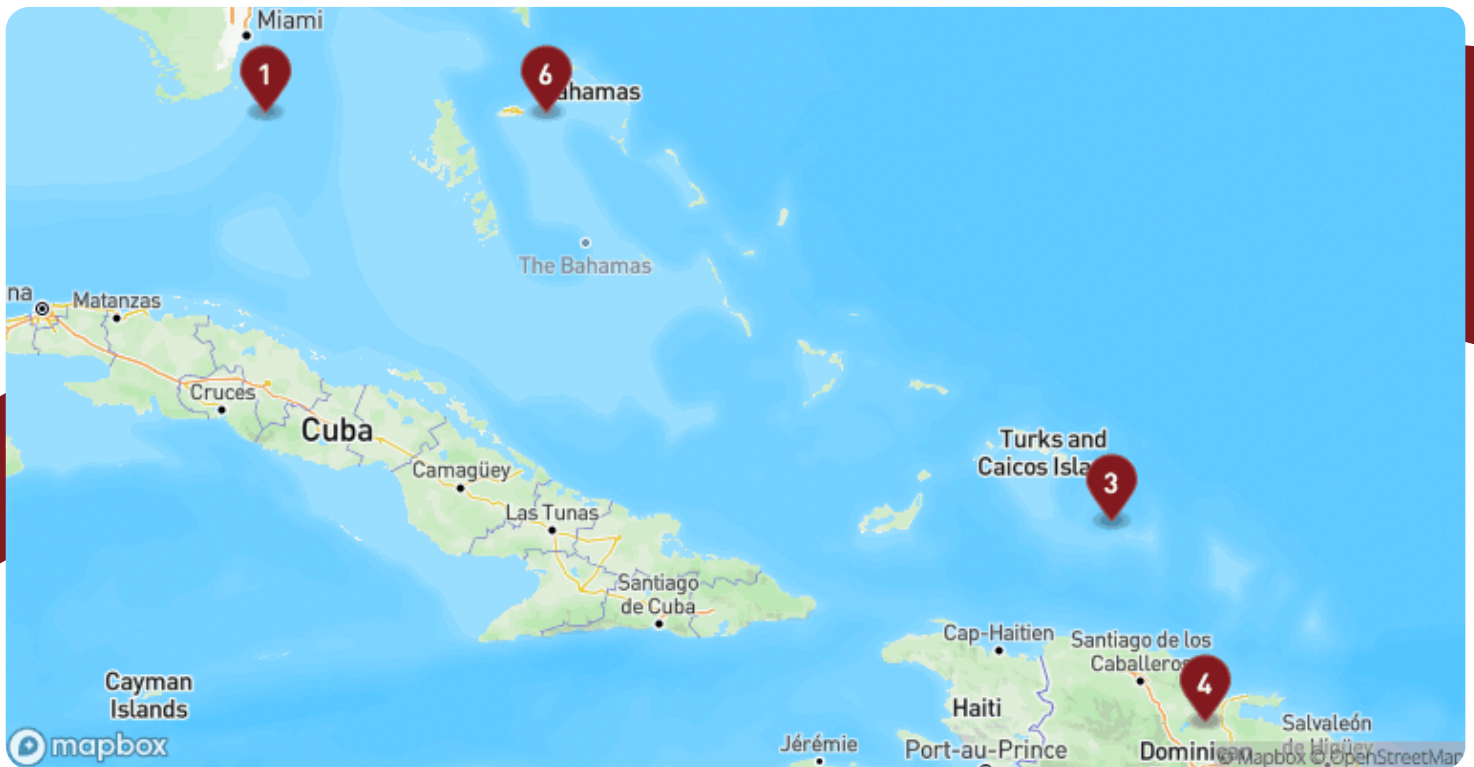 Miami
1
6
ahamas
The Bahamas
na
Matanzas
Cruces
Cuba
Camagüey
Las Tunas
Santiago
de Cuba
Turks and
Caicos Isla
3
Cap-Haitien
Santiago de los
Caballeros
4
Cayman
Islands
Haiti
Salvaleón
de Higüey
Jérémie
Port-au-Prince
Dominican
mapbox
© Mapbox © OpenStreetMap